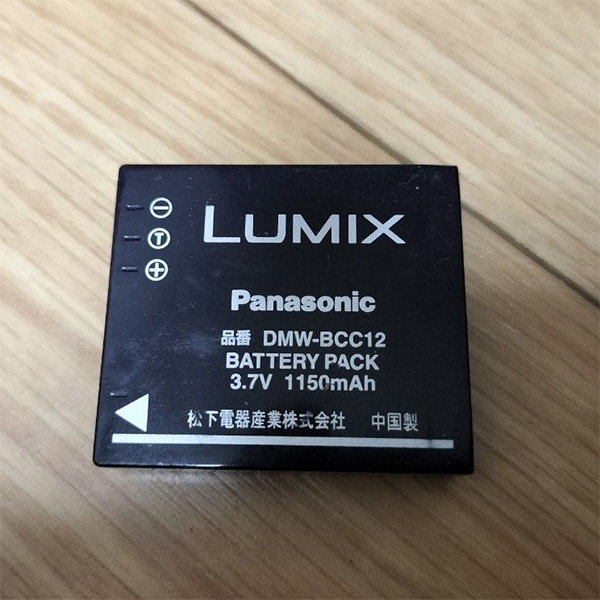 LUMIX
Panasonic
品番 DMW-BCC12
BATTERY PACK
3.7V 1150mAh
松下電器産業株式会社 中国製
T